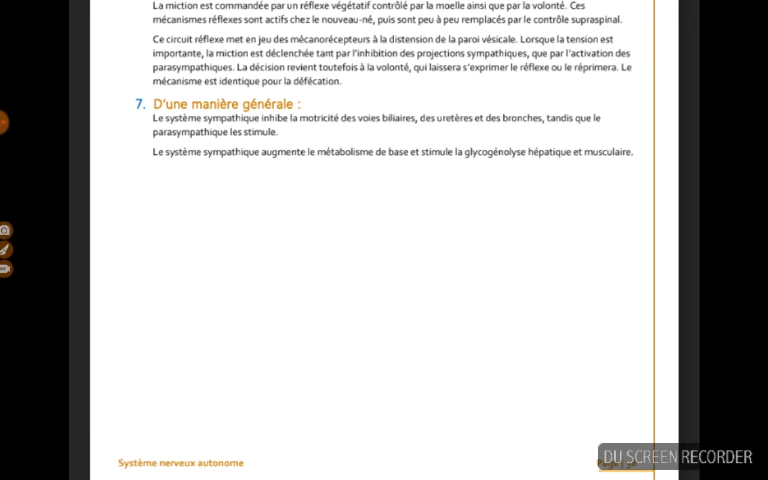 La miction est commandée par un réflexe végétatif contrôlé par la moelle ainsi que par la volonté. Ces
mécanismes réflexes sont actifs chez le nouveau-né, puis sont peu à peu remplacés par le contrôle supraspinal.
Ce circuit réflexe met en jeu des mécanorécepteurs à la distension de la paroi vésicale. Lorsque la tension est
importante, la miction est déclenchée tant par l'inhibition des projections sympathiques, que par l'activation des
parasympathiques. La décision revient toutefois à la volonté, qui laissera s'exprimer le réflexe ou le réprimera. Le
mécanisme est identique pour la défécation.
7. D'une manière générale :
Le système sympathique inhibe la motricité des voies biliaires, des uretères et des bronches, tandis que le
parasympathique les stimule.
Le système sympathique augmente le métabolisme de base et stimule la glycogénolyse hépatique et musculaire.
Système nerveux autonome
DU SCREEN RECORDER